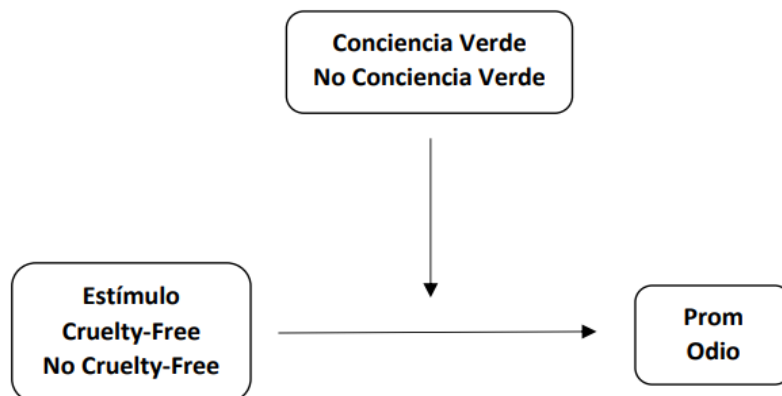 Conciencia Verde
No Conciencia Verde
Estímulo
Cruelty-Free
No Cruelty-Free
Prom
Odio